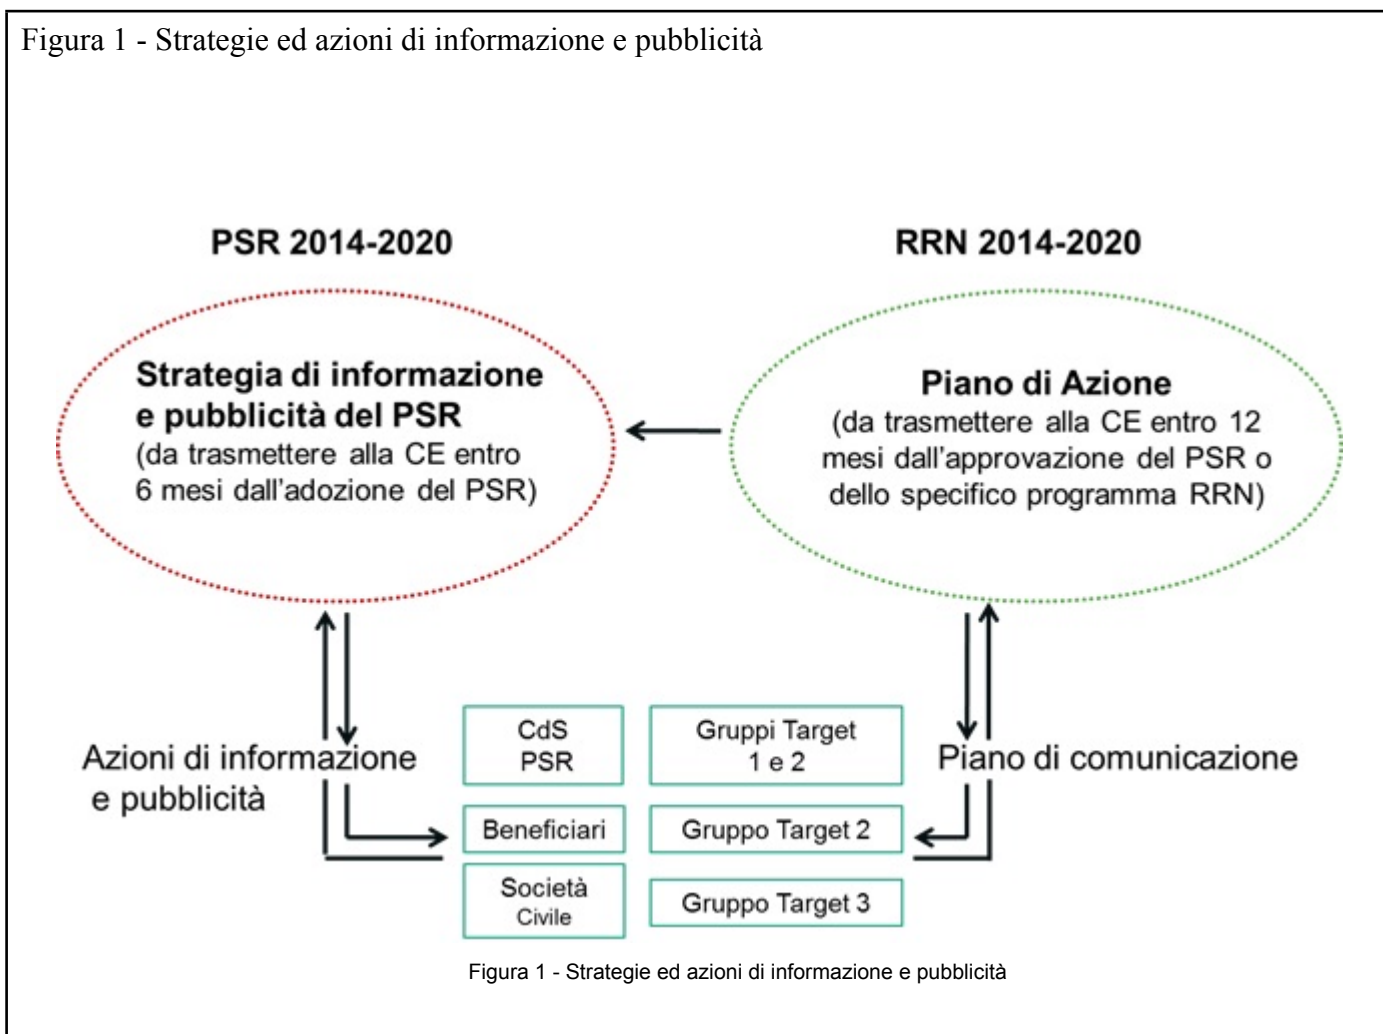 Figura 1 - Strategie ed azioni di informazione e pubblicità
PSR 2014-2020
RRN 2014-2020
Strategia di informazione
e pubblicità del PSR
(da trasmettere alla CE entro
6 mesi dall'adozione del PSR)
Piano di Azione
(da trasmettere alla CE entro 12
mesi dall'approvazione del PSR o
dello specifico programma RRN)
Azioni di informazione
e pubblicità
CdS
PSR
Gruppi Target
1 e 2
Piano di comunicazione
Beneficiari
Gruppo Target 2
Società
Civile
Gruppo Target 3
Figura 1 - Strategie ed azioni di informazione e pubblicità